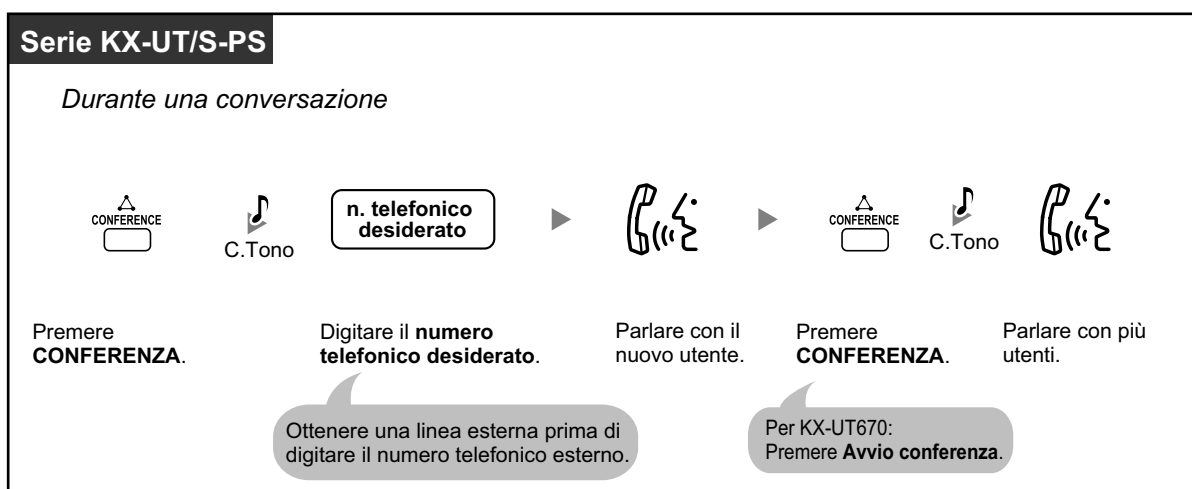 Serie KX-UT/S-PS
Durante una conversazione
CONFERENCE
C.Tono
n. telefonico
desiderato
CONFERENCE
C.Tono
Premere
CONFERENZA.
Digitare il numero
telefonico desiderato.
Parlare con il
nuovo utente.
Premere
CONFERENZA.
Parlare con più
utenti.
Ottenere una linea esterna prima di
digitare il numero telefonico esterno.
Per KX-UT670:
Premere Avvio conferenza.